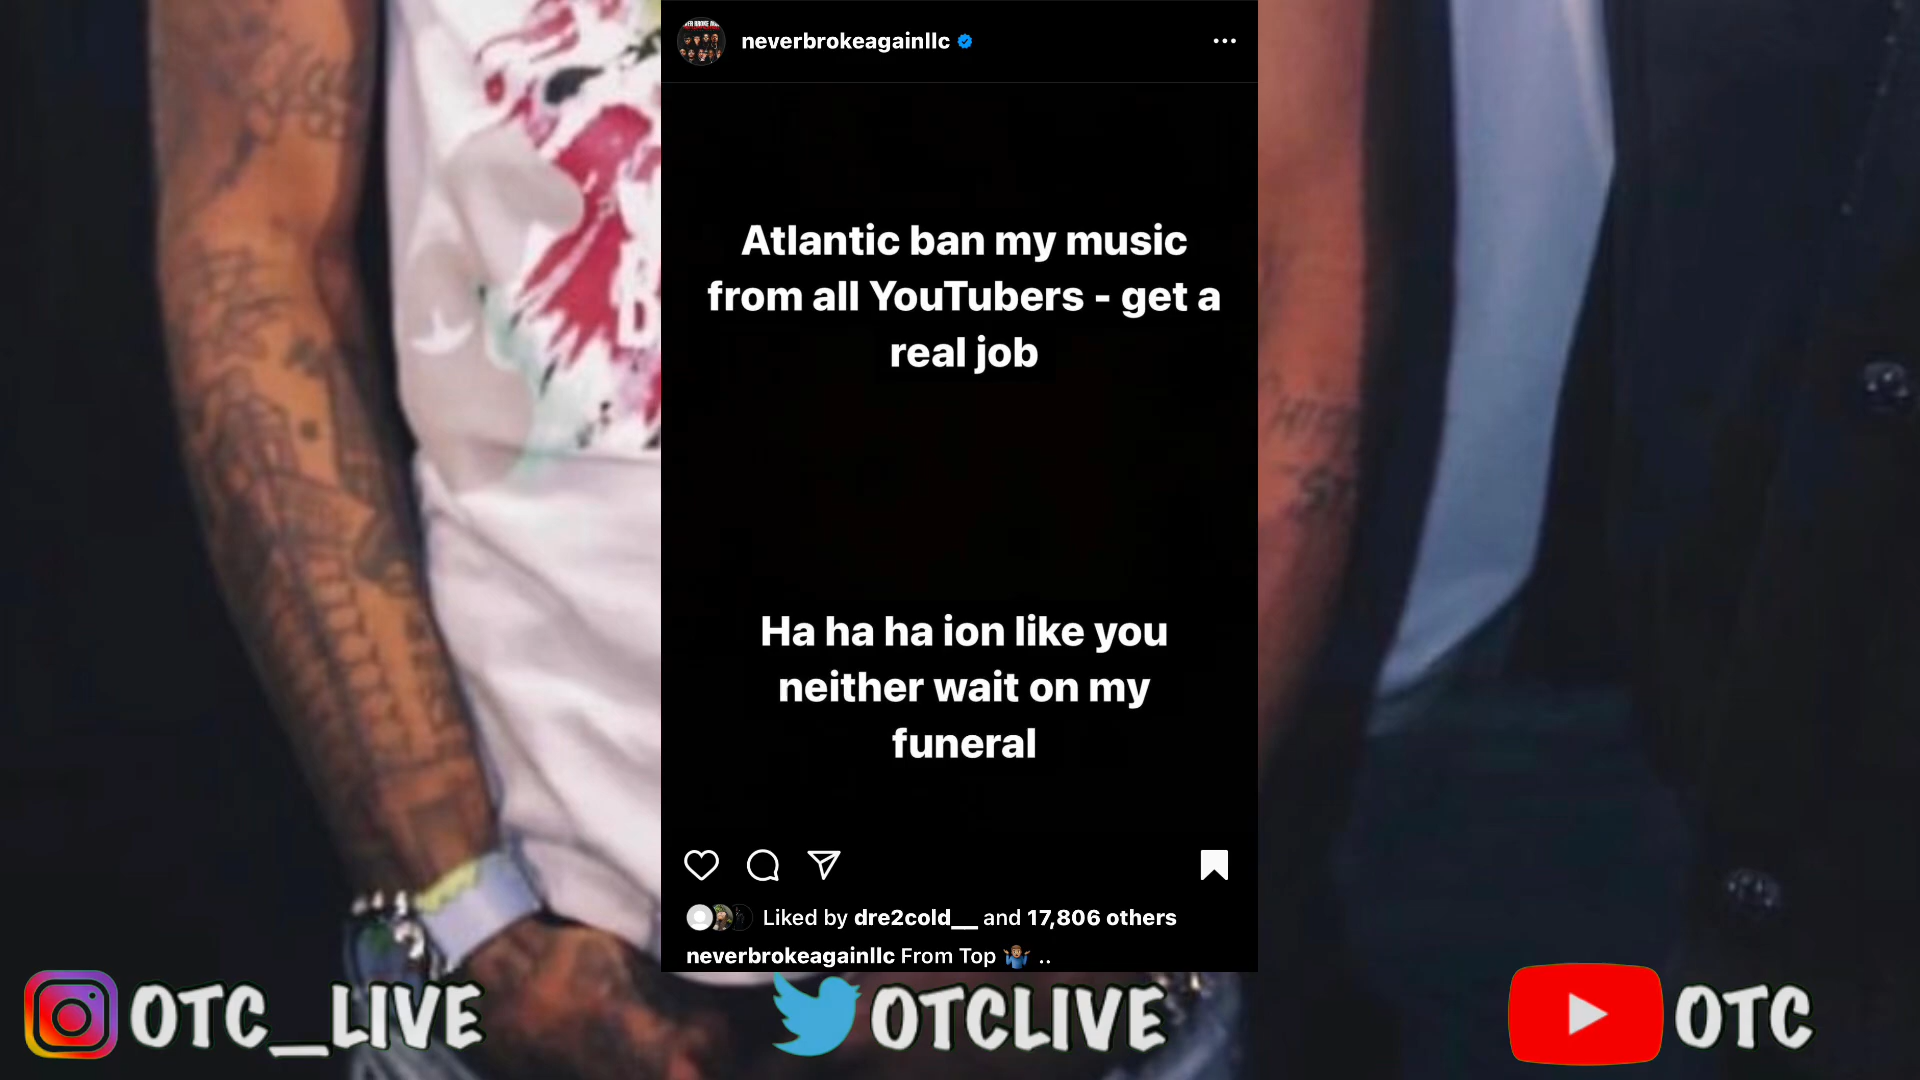 neverbrokeagainllc
Atlantic ban my music
from all YouTubers - get a
real job
Ha ha ha ion like you
neither wait on my
funeral
Liked by dre2cold__ and 17,806 others
neverbrokeagainllc From Top 🤷🏽‍♂️ ..
OTC_LIVE
OTCLIVE
OTC